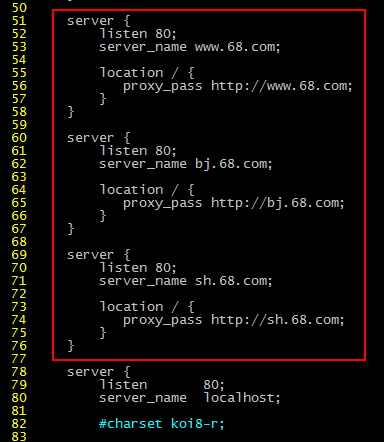 50
51 server {
52 listen 80;
53 server_name www.68.com;
54
55 location / {
56 proxy_pass http://www.68.com;
57 }
58 }
59
60 server {
61 listen 80;
62 server_name bj.68.com;
63
64 location / {
65 proxy_pass http://bj.68.com;
66 }
67 }
68
69 server {
70 listen 80;
71 server_name sh.68.com;
72
73 location / {
74 proxy_pass http://sh.68.com;
75 }
76 }
77
78 server {
79 listen 80;
80 server_name localhost;
81
82 #charset koi8-r;
83